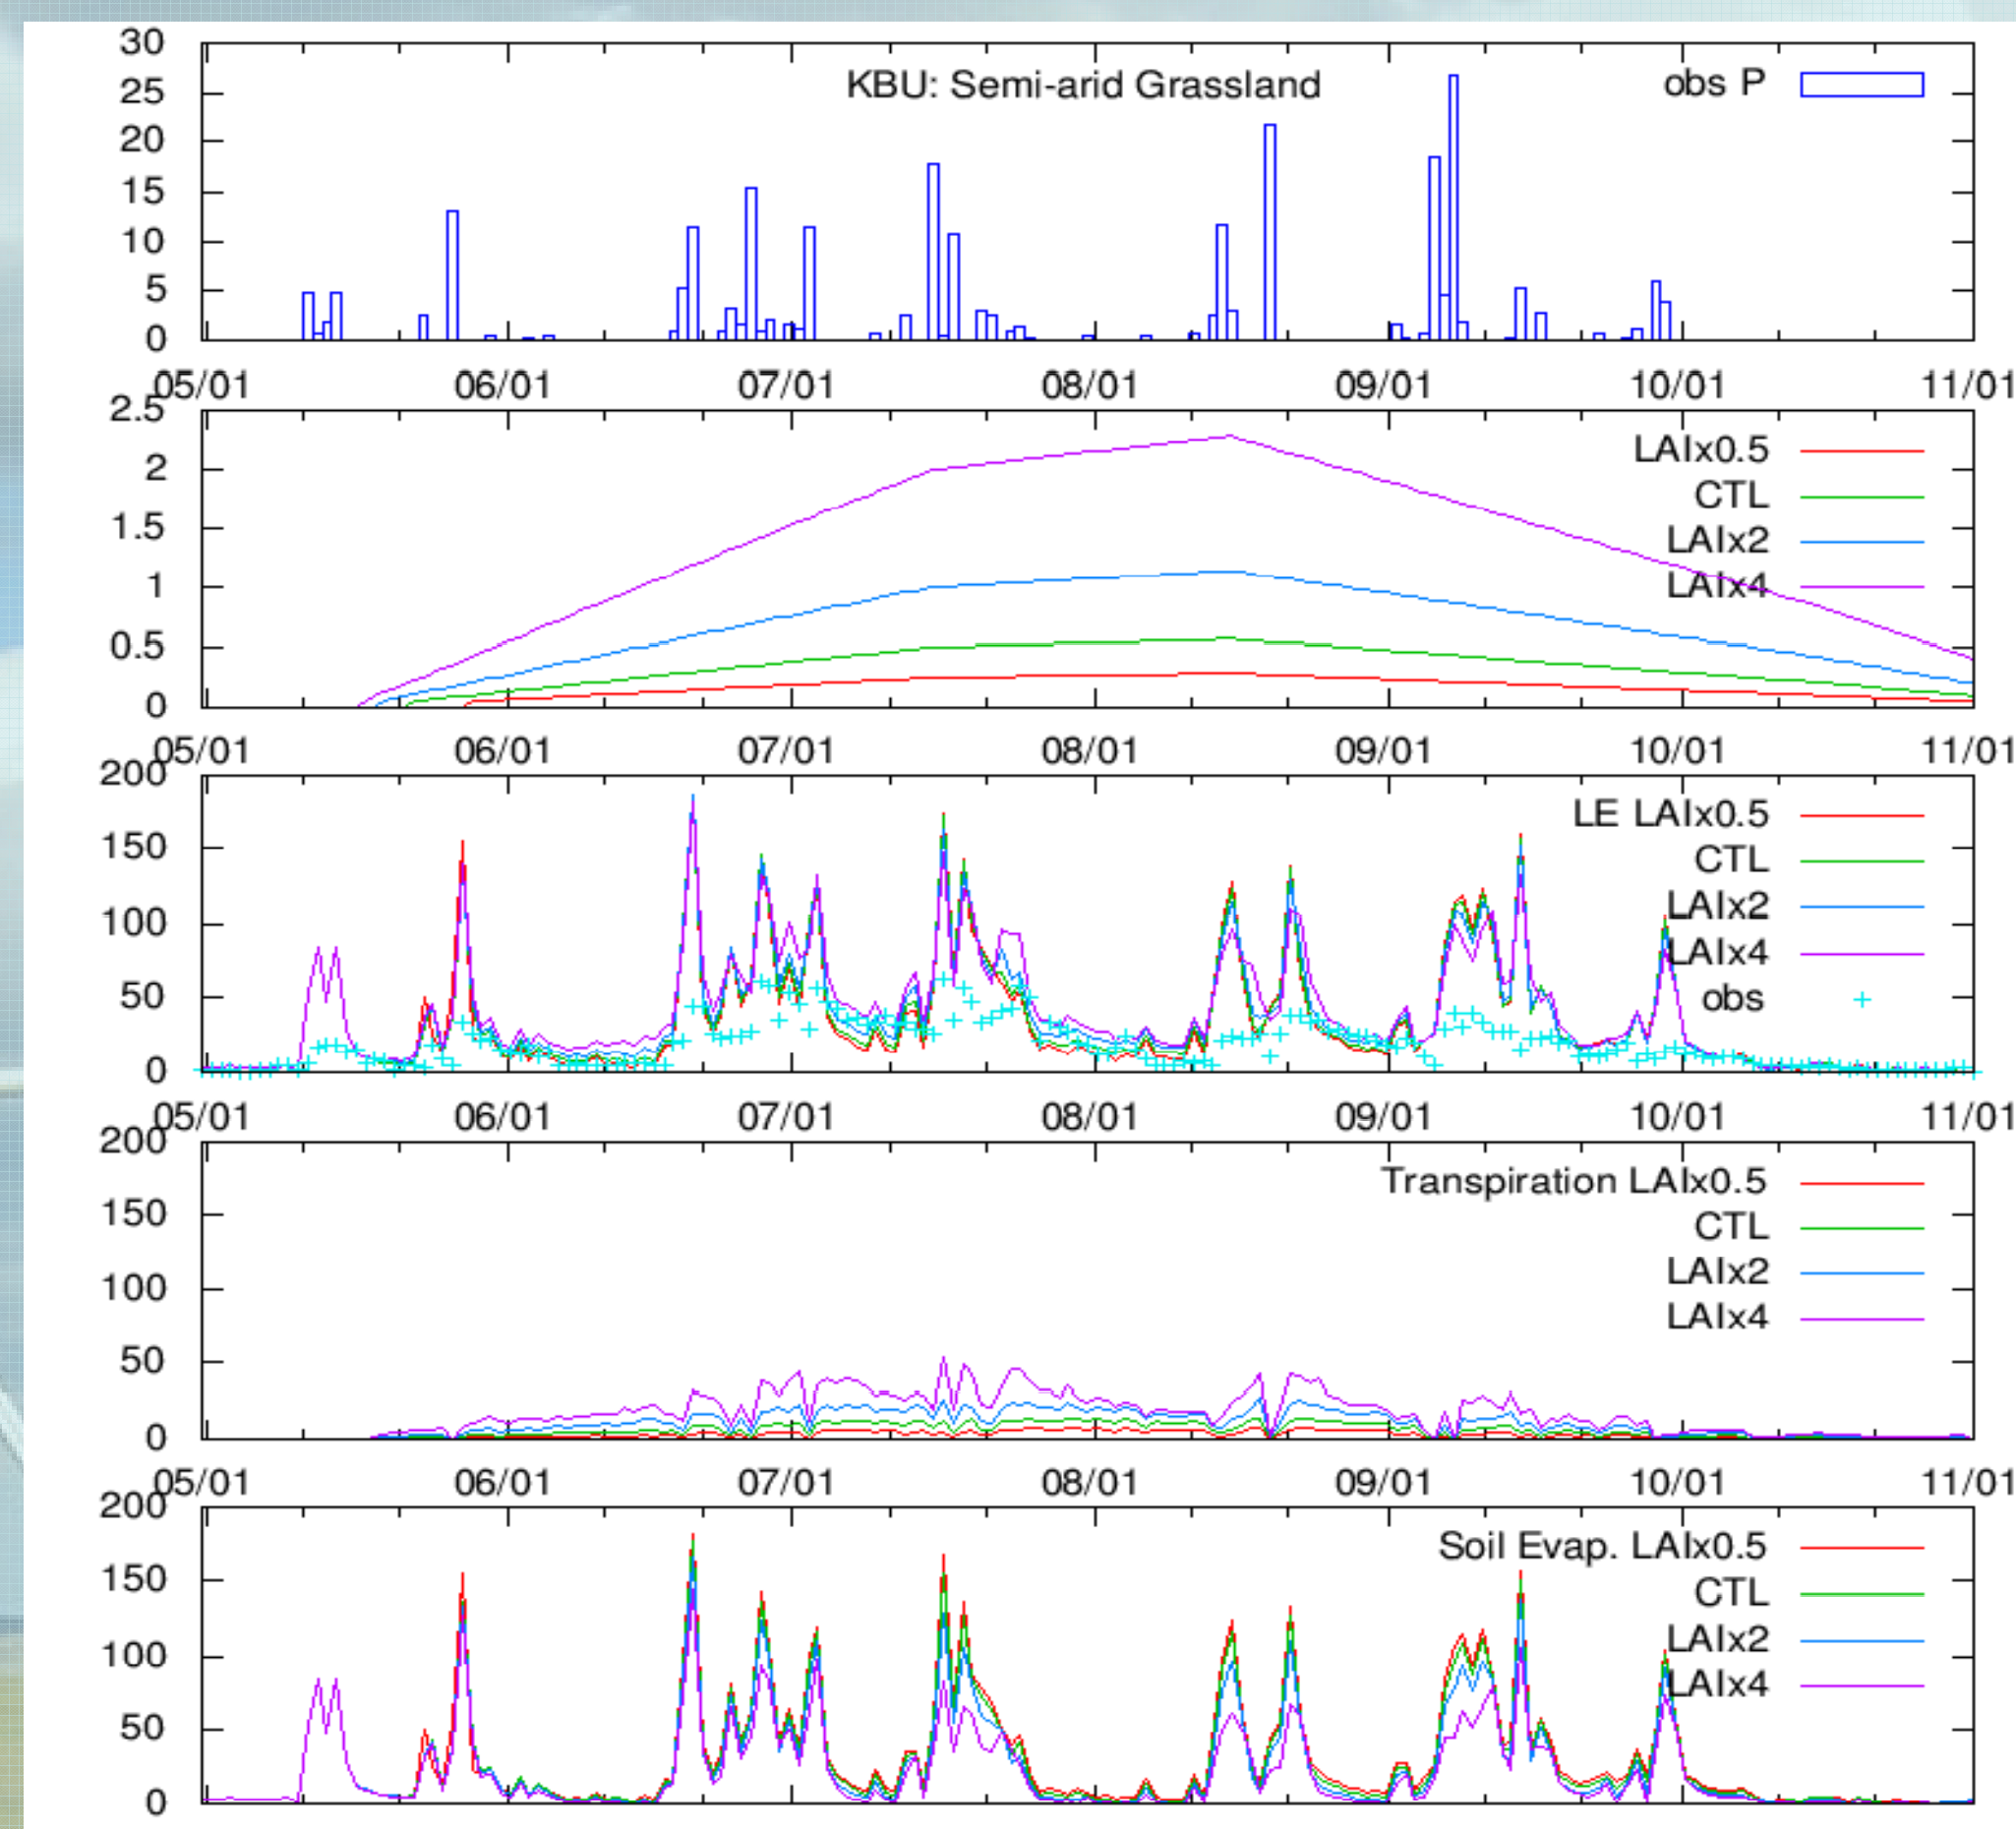 30
KBU: Semi-arid Grassland
obs P
25
20
15
10
5
0
05/01 06/01 07/01 08/01 09/01 10/01 11/01
2.5
LAIx0.5
2
CTL
1.5
LAIx2
1
LAIx4
0.5
0
05/01 06/01 07/01 08/01 09/01 10/01 11/01
200
LE LAIx0.5
150
CTL
LAIx2
100
LAIx4
50
obs
0
05/01 06/01 07/01 08/01 09/01 10/01 11/01
200
Transpiration LAIx0.5
150
CTL
100
LAIx2
LAIx4
50
0
05/01 06/01 07/01 08/01 09/01 10/01 11/01
200
Soil Evap. LAIx0.5
150
CTL
100
LAIx2
LAIx4
50
0